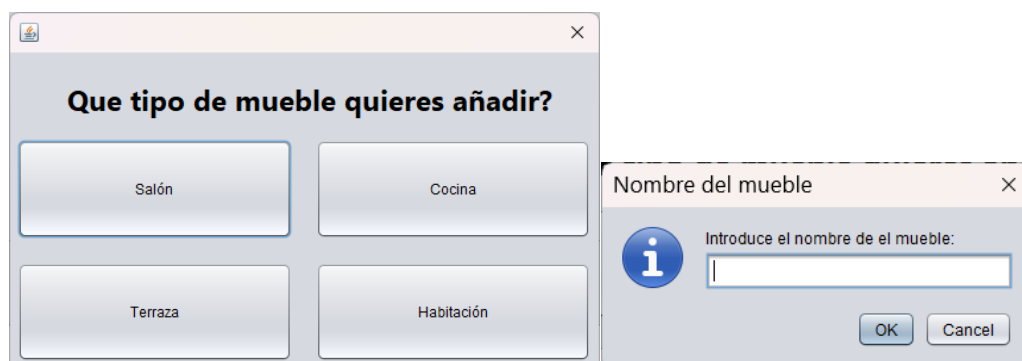 Que tipo de mueble quieres añadir?
Salón
Cocina
Terraza
Habitación
Nombre del mueble
Introduce el nombre de el mueble:
OK
Cancel